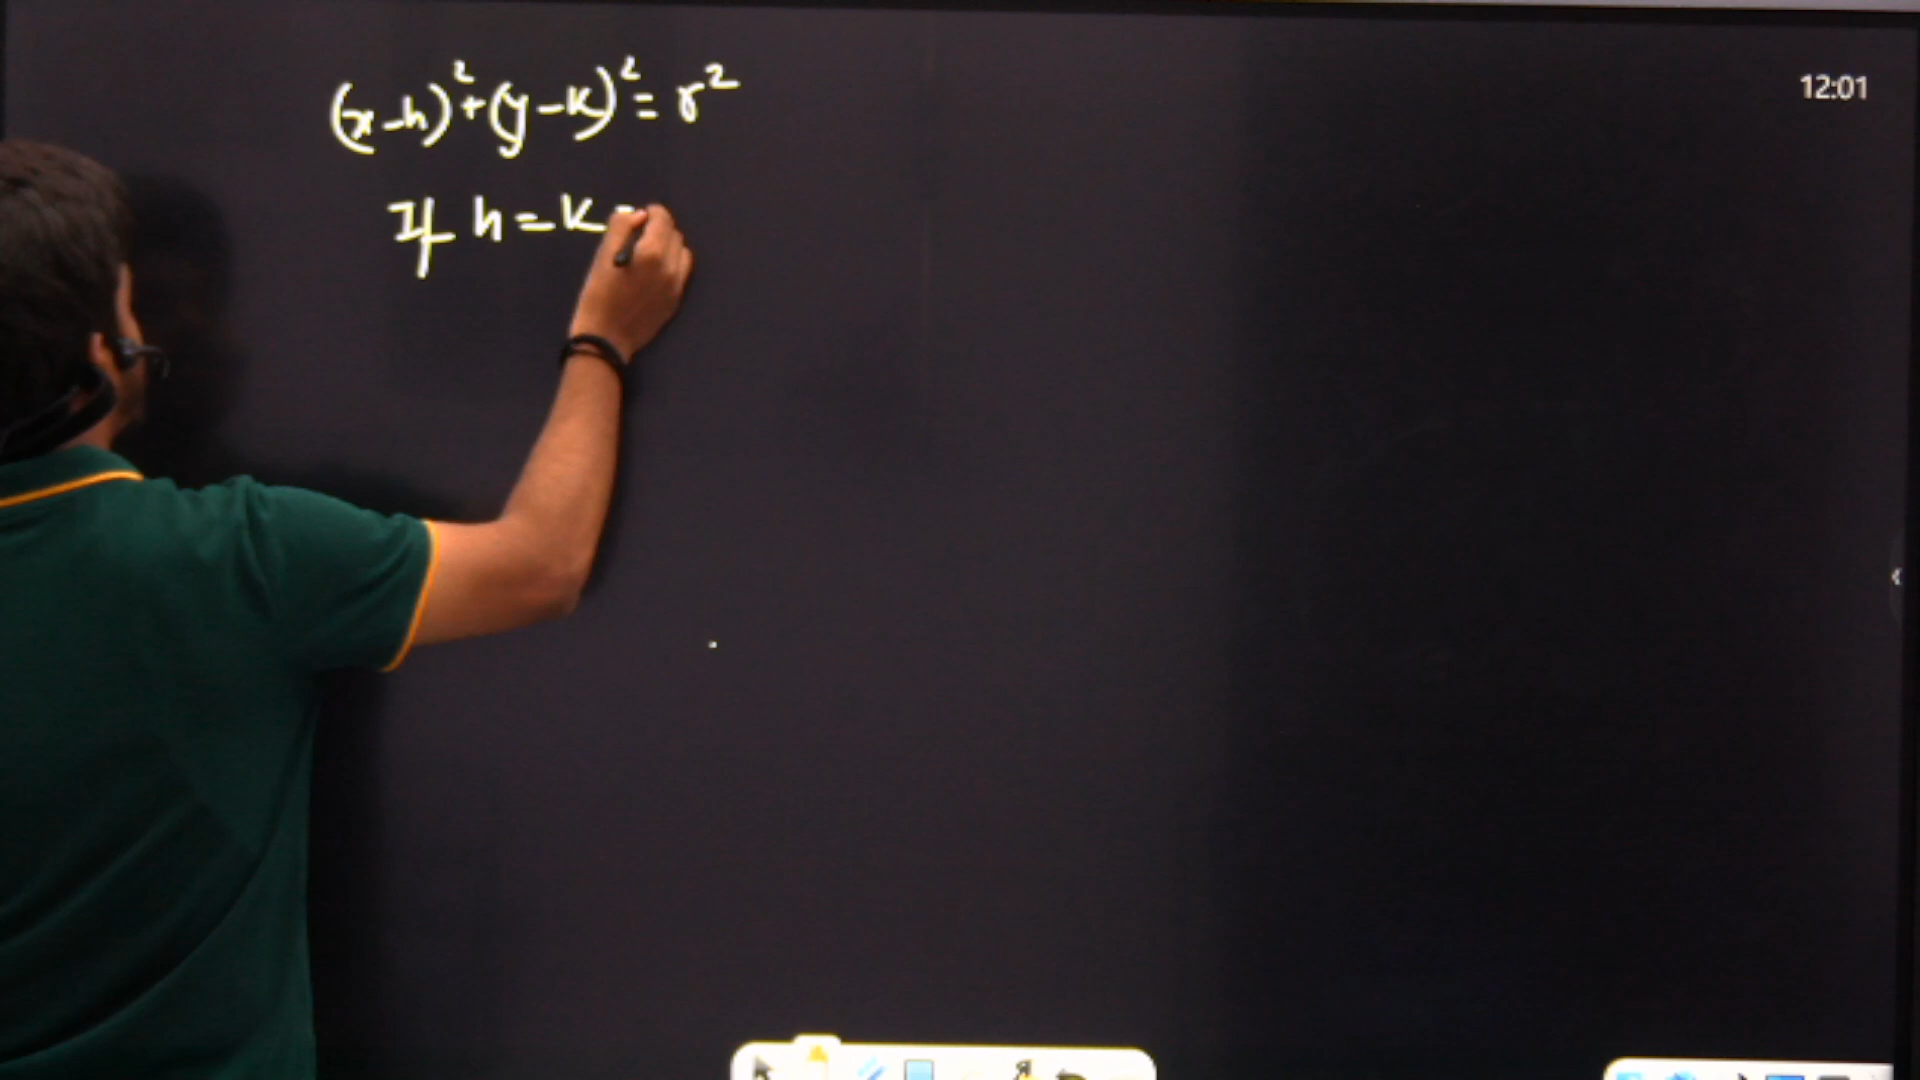 12:01
(x-h)²+(y-k)²=r²
If h=k=